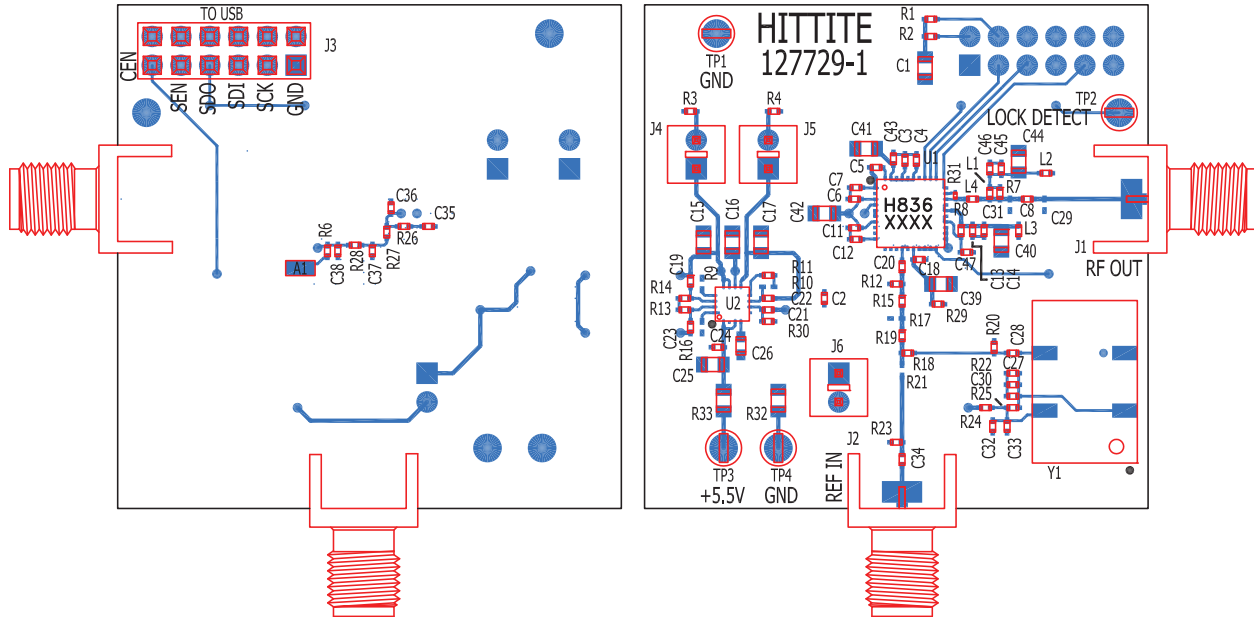 TO USB
J3
CEN
SEN
SDO
SDI
SCK
GND
C36
C35
R6
R26
R27
R28
C37
C38
A1
HITTITE
127729-1
TP1
GND
R1
R2
C1
R3
R4
J4
J5
TP2
LOCK DETECT
C41
C43
C3
C4
U1
C5
C7
C6
C42
C11
C12
H836
XXXX
R31
C46
C45
C44
L1
L2
L4
R7
R8
C31
C8
C29
L3
C40
C47
J1
RF OUT
C13
C14
C15
C16
C17
C19
R9
R11
R10
R14
R13
U2
C22
C21
R30
C2
C23
R16
C24
C25
C26
C20
C18
R12
R15
C39
R29
R17
R19
R18
R21
R20
C28
R22
C27
C30
R25
R24
C32
C33
Y1
J6
R33
R32
TP3
+5.5V
TP4
GND
J2
REF IN
R23
C34